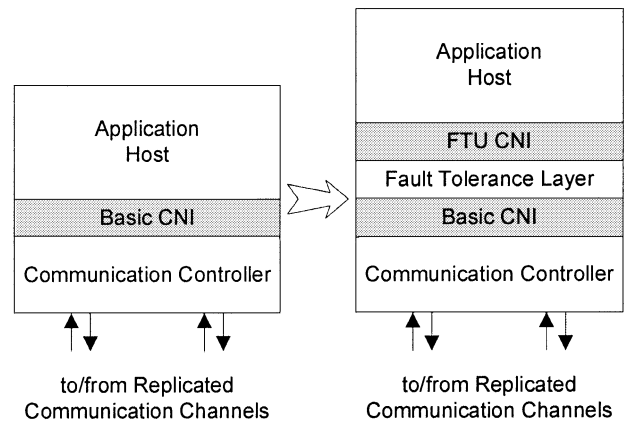 Application
Host
Basic CNI
Communication Controller
to/from Replicated
Communication Channels
Application
Host
FTU CNI
Fault Tolerance Layer
Basic CNI
Communication Controller
to/from Replicated
Communication Channels